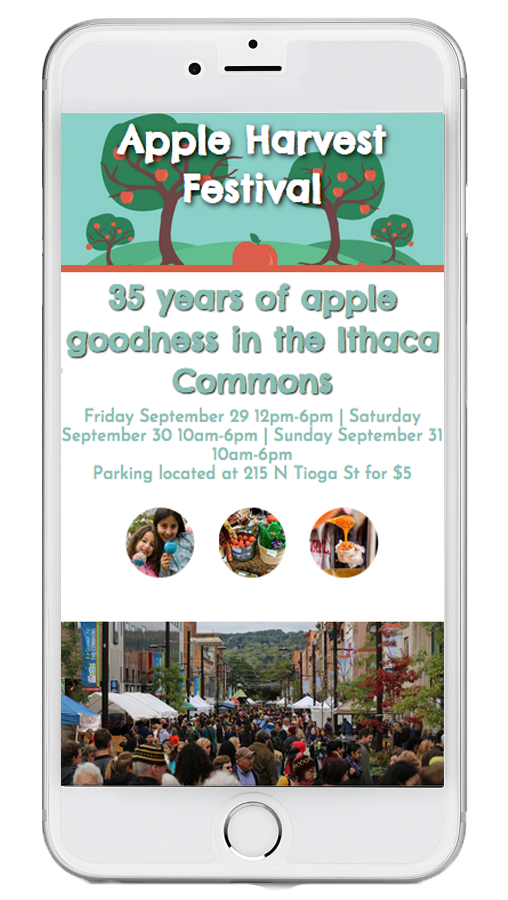 Apple Harvest
Festival
35 years of apple
goodness in the Ithaca
Commons
Friday September 29 12pm-6pm | Saturday
September 30 10am-6pm | Sunday September 31
10am-6pm
Parking located at 215 N Tioga St for $5